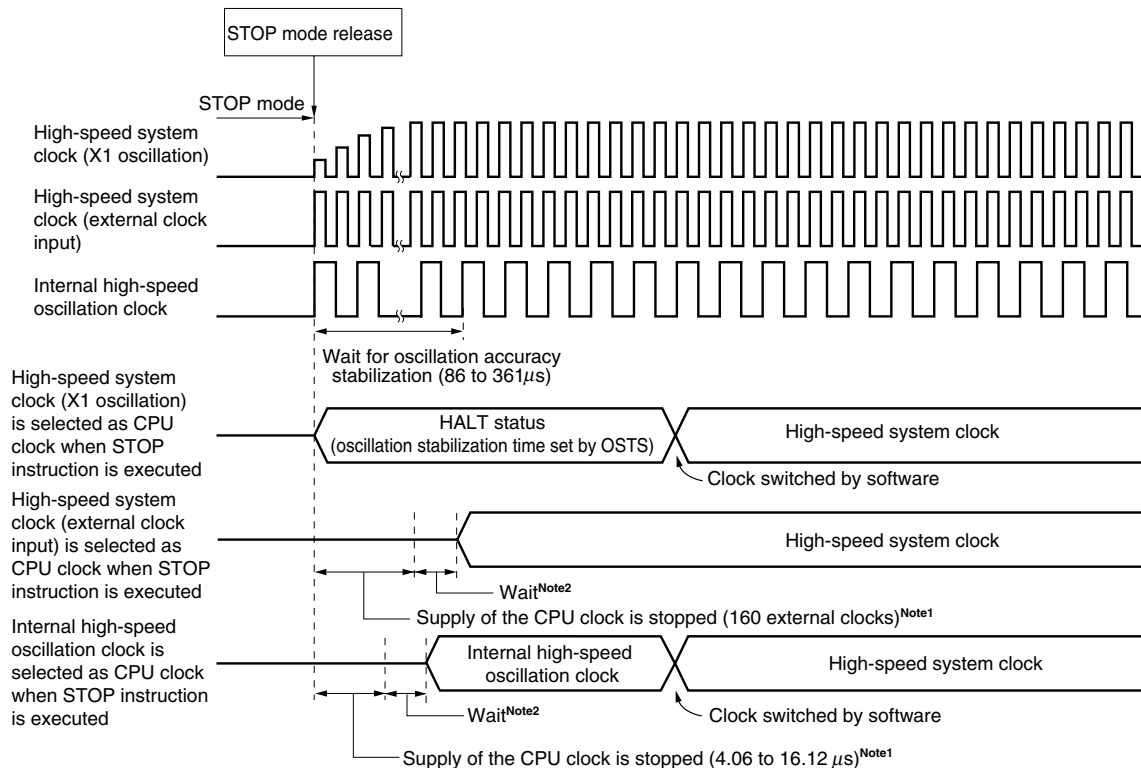 STOP mode release
STOP mode
High-speed system
clock (X1 oscillation)
High-speed system
clock (external clock
input)
Internal high-speed
oscillation clock
Wait for oscillation accuracy
stabilization (86 to 361μs)
High-speed system
clock (X1 oscillation)
is selected as CPU
clock when STOP
instruction is executed
HALT status
(oscillation stabilization time set by OSTS)
High-speed system clock
Clock switched by software
High-speed system
clock (external clock
input) is selected as
CPU clock when STOP
instruction is executed
High-speed system clock
Wait Note2
Supply of the CPU clock is stopped (160 external clocks) Note1
Internal high-speed
oscillation clock is
selected as CPU clock
when STOP instruction
is executed
Internal high-speed
oscillation clock
High-speed system clock
Wait Note2
Clock switched by software
Supply of the CPU clock is stopped (4.06 to 16.12 μs) Note1